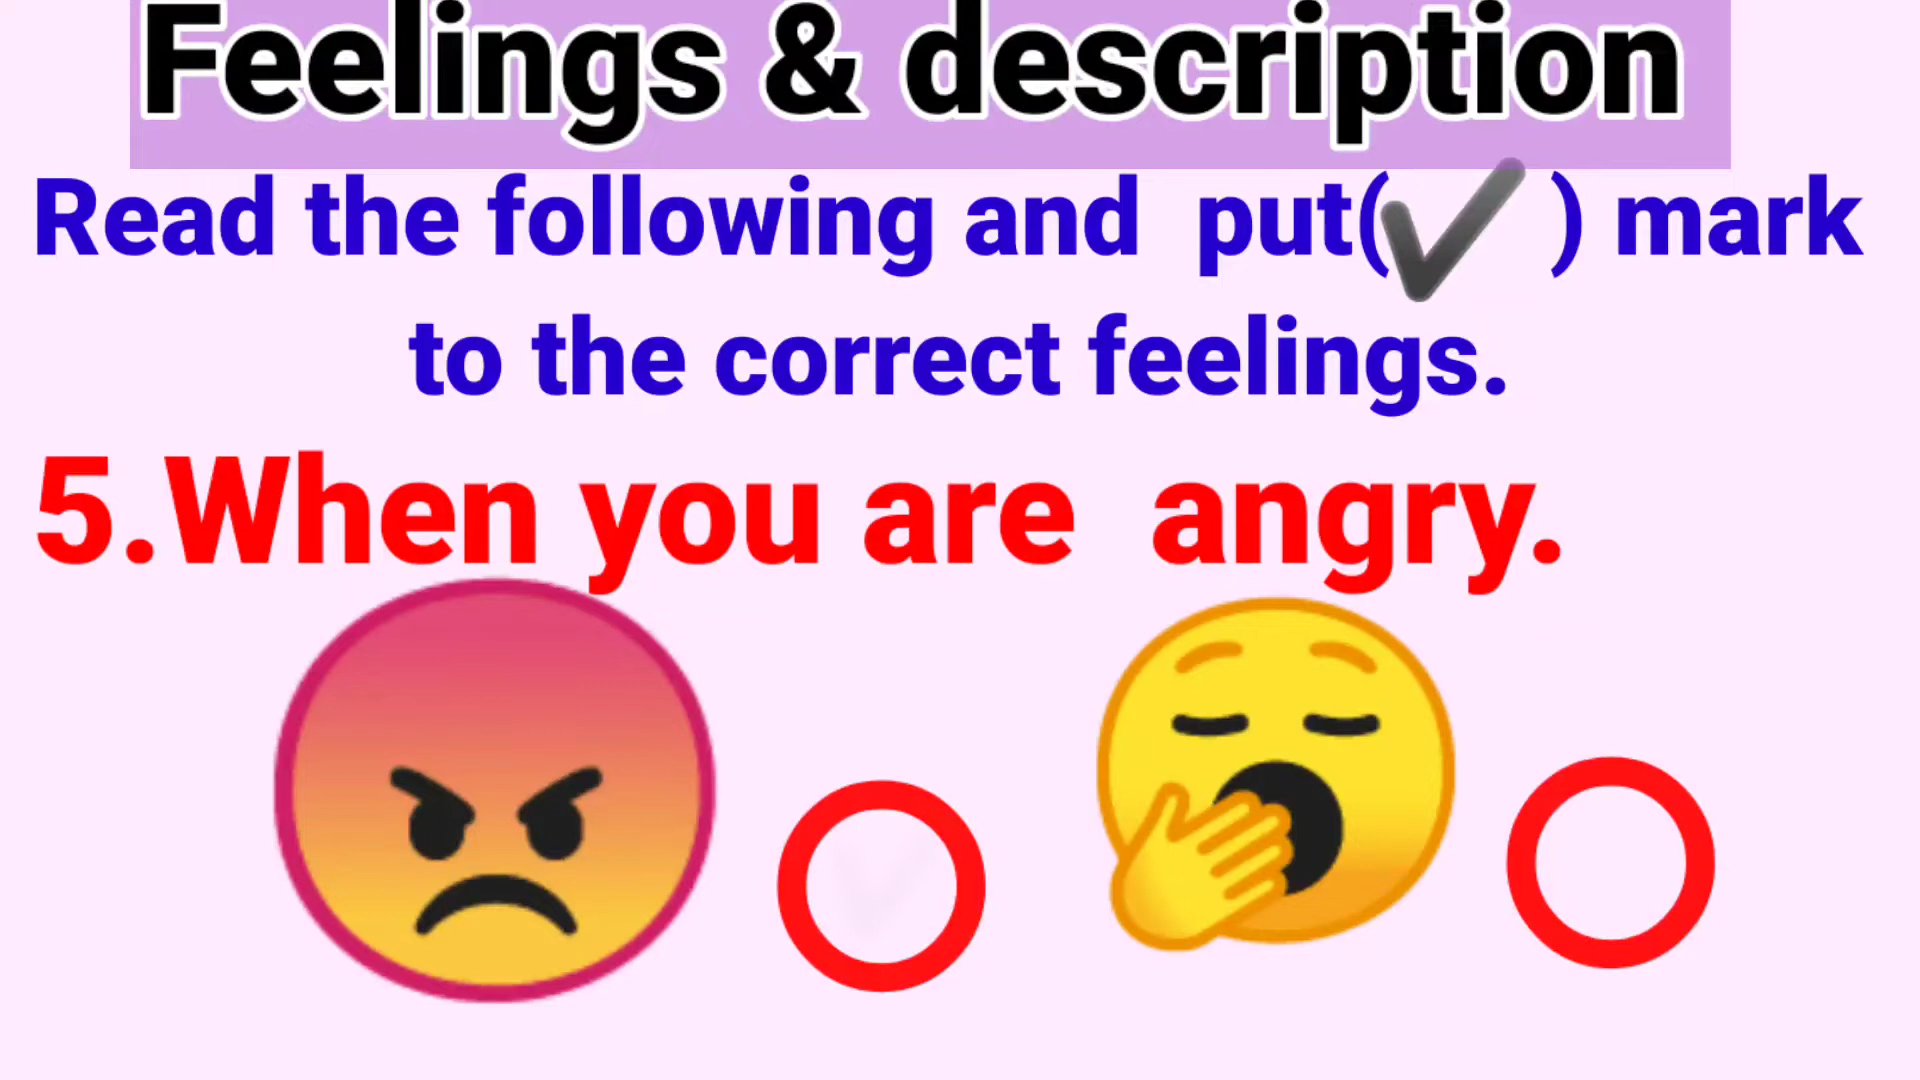 Feelings & description
Read the following and put(✔) mark
to the correct feelings.
5.When you are angry.